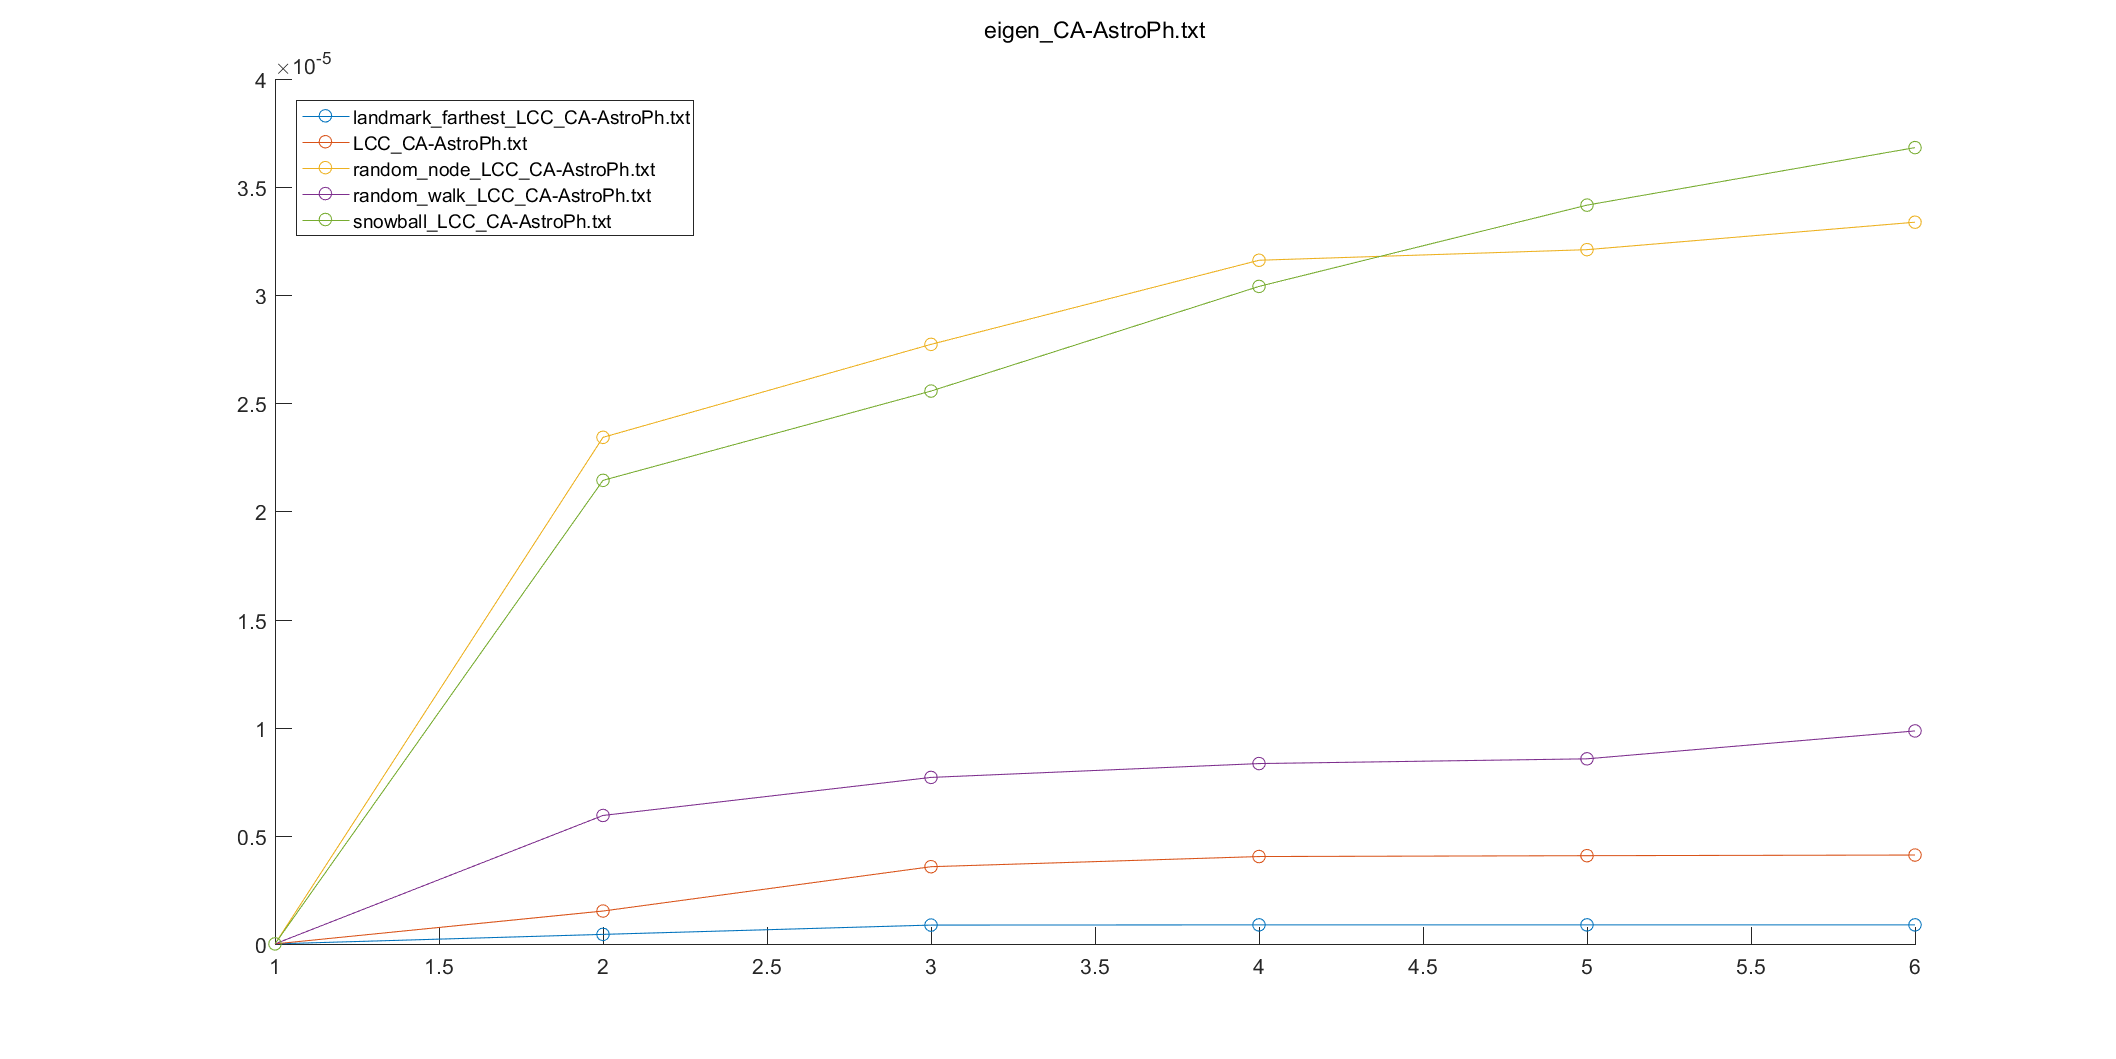 eigen_CA-AstroPh.txt
×10-5
4
3.5
3
2.5
2
1.5
1
0.5
0
landmark_farthest_LCC_CA-AstroPh.txt
LCC_CA-AstroPh.txt
random_node_LCC_CA-AstroPh.txt
random_walk_LCC_CA-AstroPh.txt
snowball_LCC_CA-AstroPh.txt
1 1.5 2 2.5 3 3.5 4 4.5 5 5.5 6